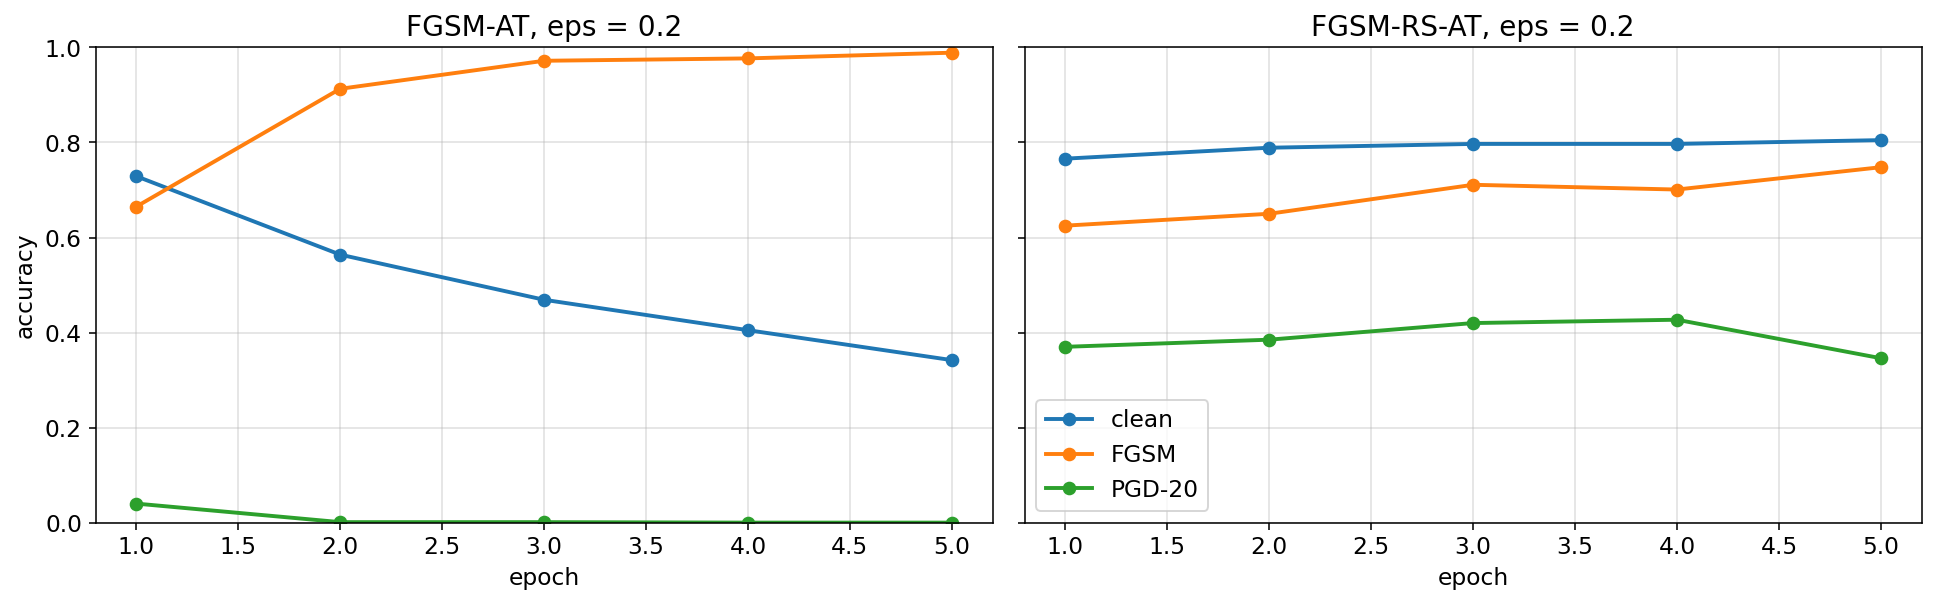 FGSM-AT, eps = 0.2
accuracy
1.0
0.8
0.6
0.4
0.2
0.0
1.0 1.5 2.0 2.5 3.0 3.5 4.0 4.5 5.0
epoch
FGSM-RS-AT, eps = 0.2
clean
FGSM
PGD-20
1.0 1.5 2.0 2.5 3.0 3.5 4.0 4.5 5.0
epoch